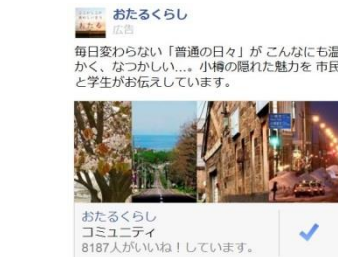 おたるくらし
広告
毎日変わらない「普通の日々」が こんなにも温
かく、なつかしい...。小樽の隠れた魅力を 市民
と学生がお伝えしています。
おたるくらし
コミュニティ
8187人がいいね！しています。